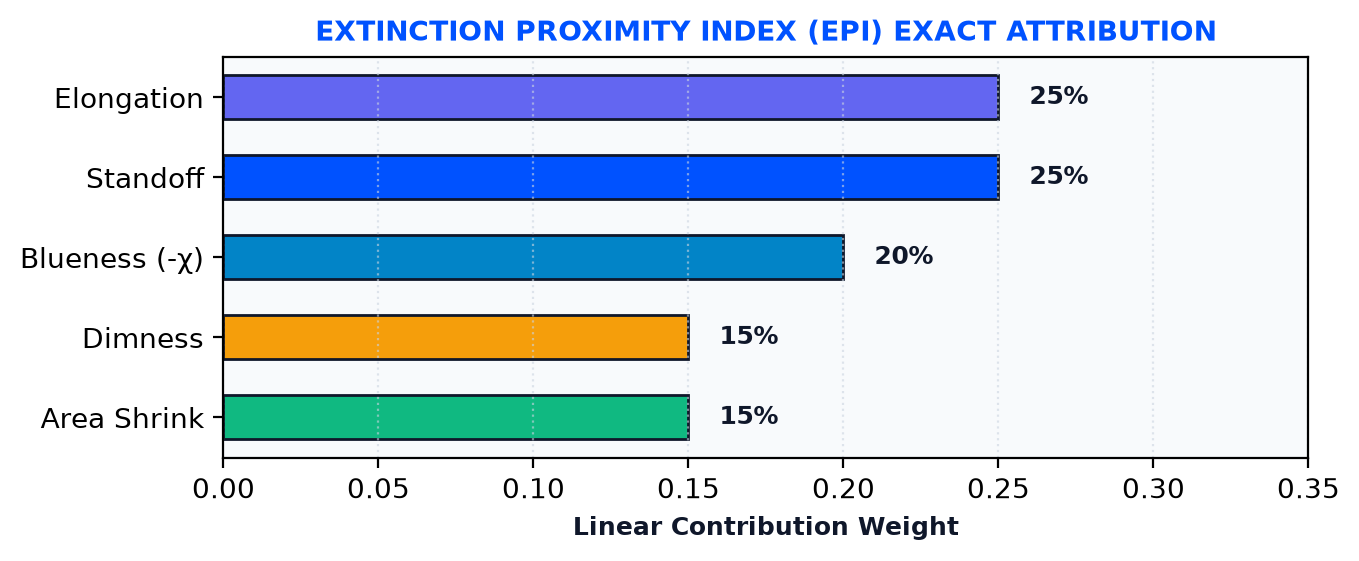 EXTINCTION PROXIMITY INDEX (EPI) EXACT ATTRIBUTION
Elongation 25%
Standoff 25%
Blueness (-χ) 20%
Dimness 15%
Area Shrink 15%
0.00 0.05 0.10 0.15 0.20 0.25 0.30 0.35
Linear Contribution Weight